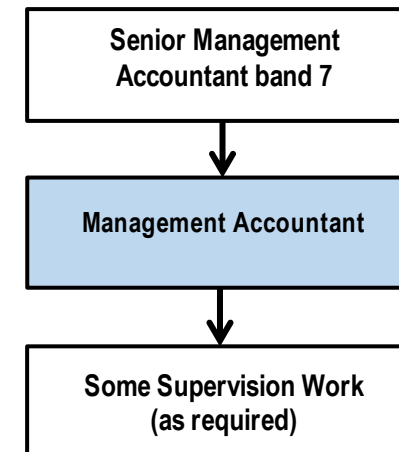 Senior Management
Accountant band 7
Management Accountant
Some Supervision Work
(as required)